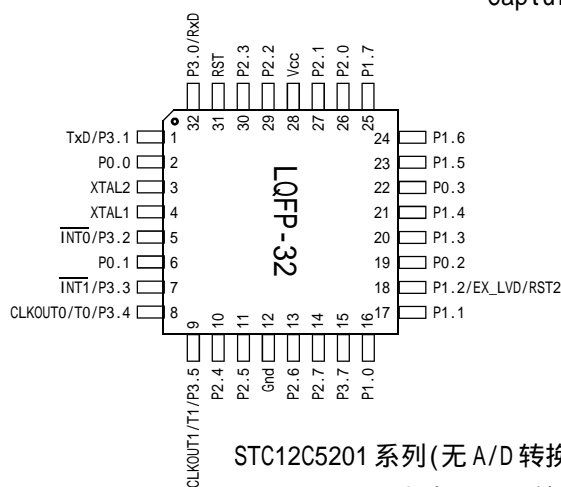 Captu
P3.0/RxD
RST
P2.3
P2.2
Vcc
P2.1
P2.0
P1.7
32
31
30
29
28
27
26
25
TxD/P3.1 1
P0.0 2
XTAL2 3
XTAL1 4
INT0/P3.2 5
P0.1 6
INT1/P3.3 7
CLKOUT0/T0/P3.4 8
LQFP-32
24 P1.6
23 P1.5
22 P0.3
21 P1.4
20 P1.3
19 P0.2
18 P1.2/EX_LVD/RST2
17 P1.1
9
10
11
12
13
14
15
16
CLKOUT1/T1/P3.5
P2.4
P2.5
Gnd
P2.6
P2.7
P3.7
P1.0
STC12C5201 系列(无 A/D 转换